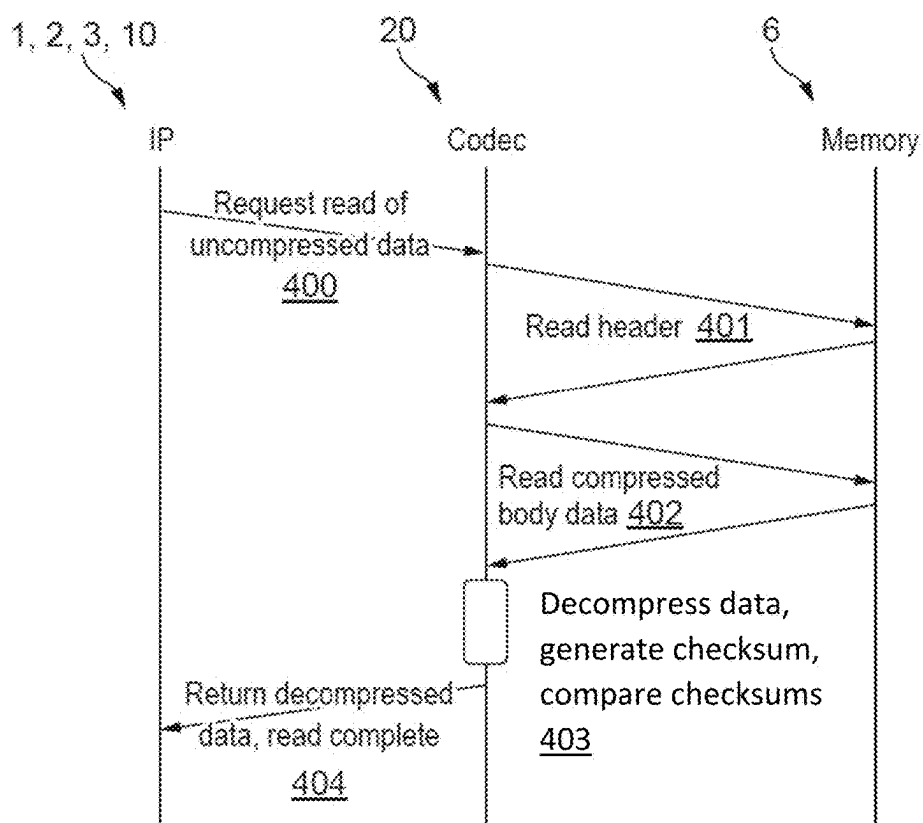 1, 2, 3, 10
20
6
IP
Codec
Memory
Request read of
uncompressed data
400
Read header 401
Read compressed
body data 402
Decompress data,
generate checksum,
compare checksums
403
Return decompressed
data, read complete
404